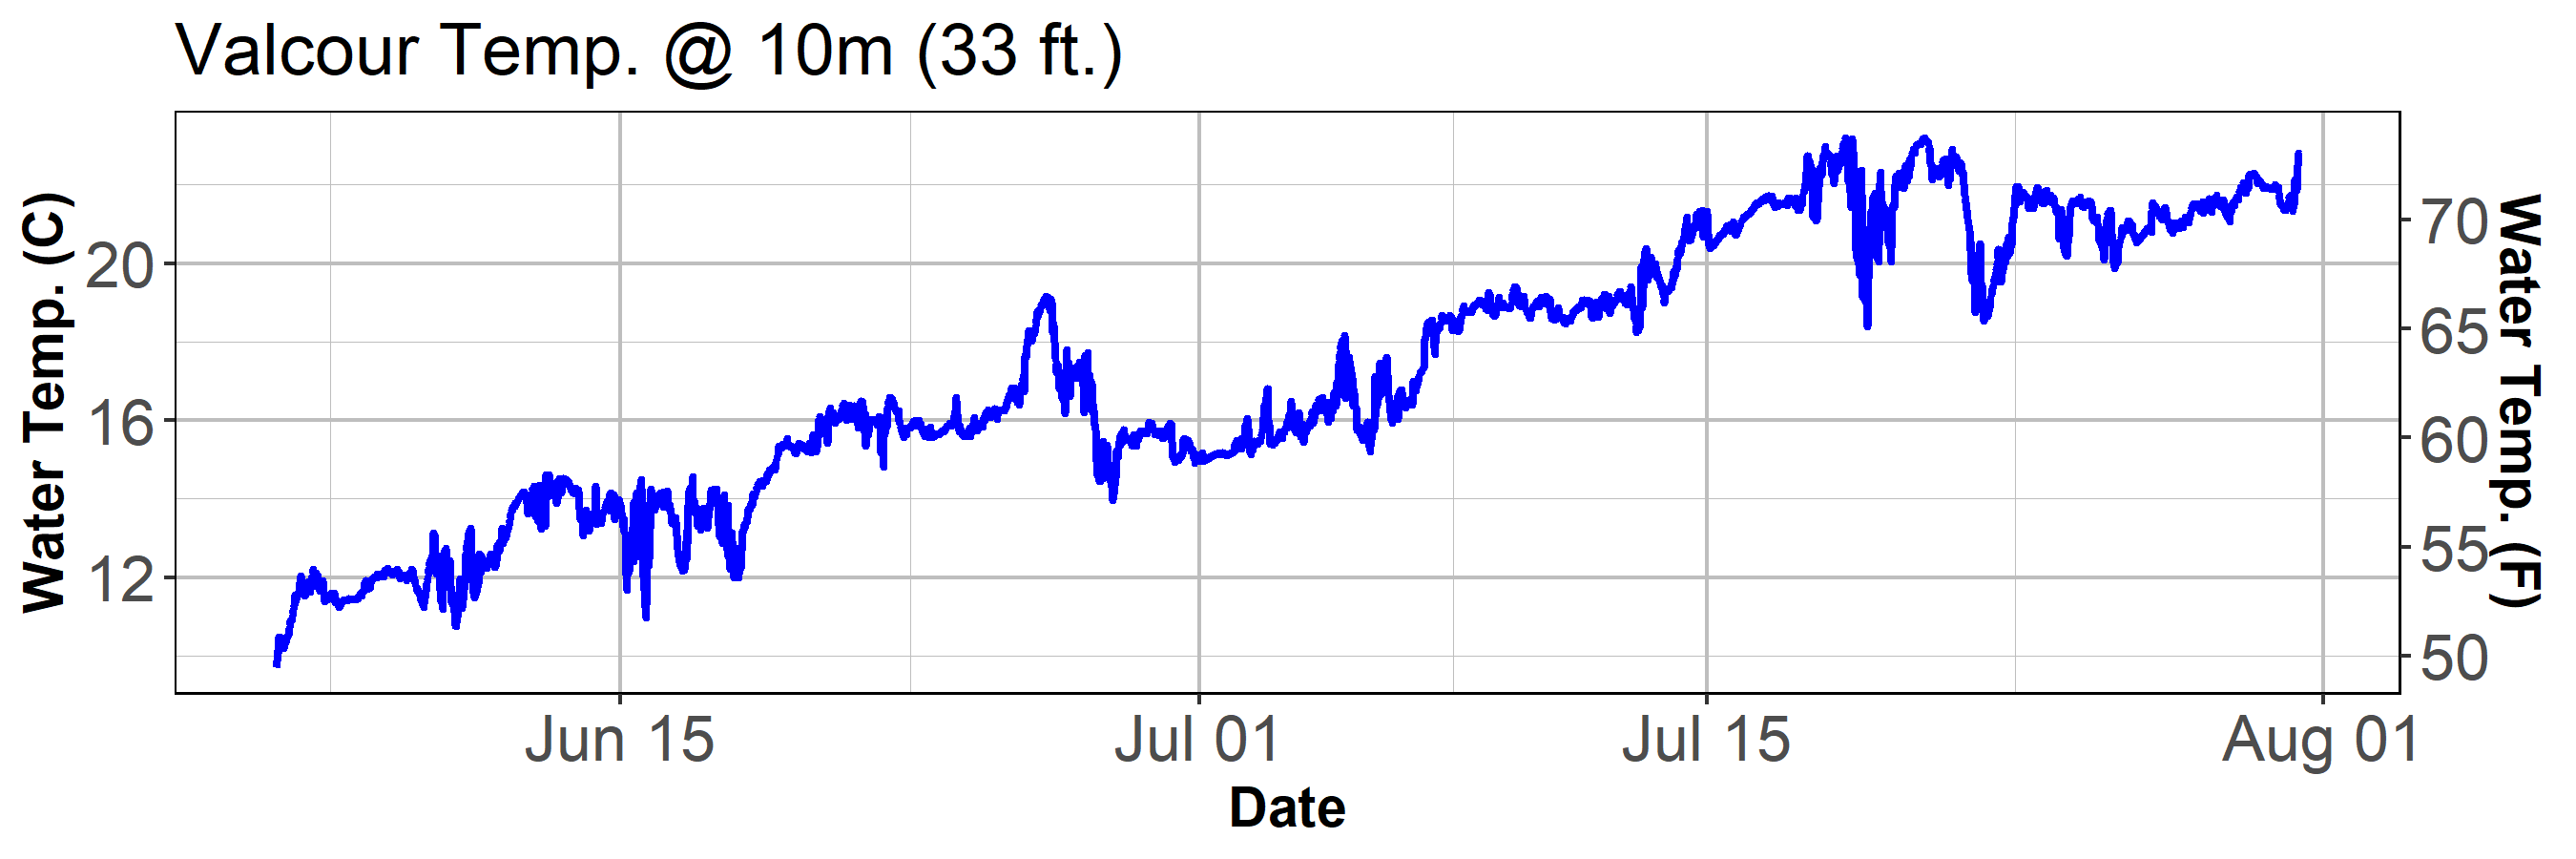 Valcour Temp. @ 10m (33 ft.)
Water Temp. (C)
20
16
12
70
65
60
55
50
Water Temp. (F)
Jun 15
Jul 01
Jul 15
Aug 01
Date